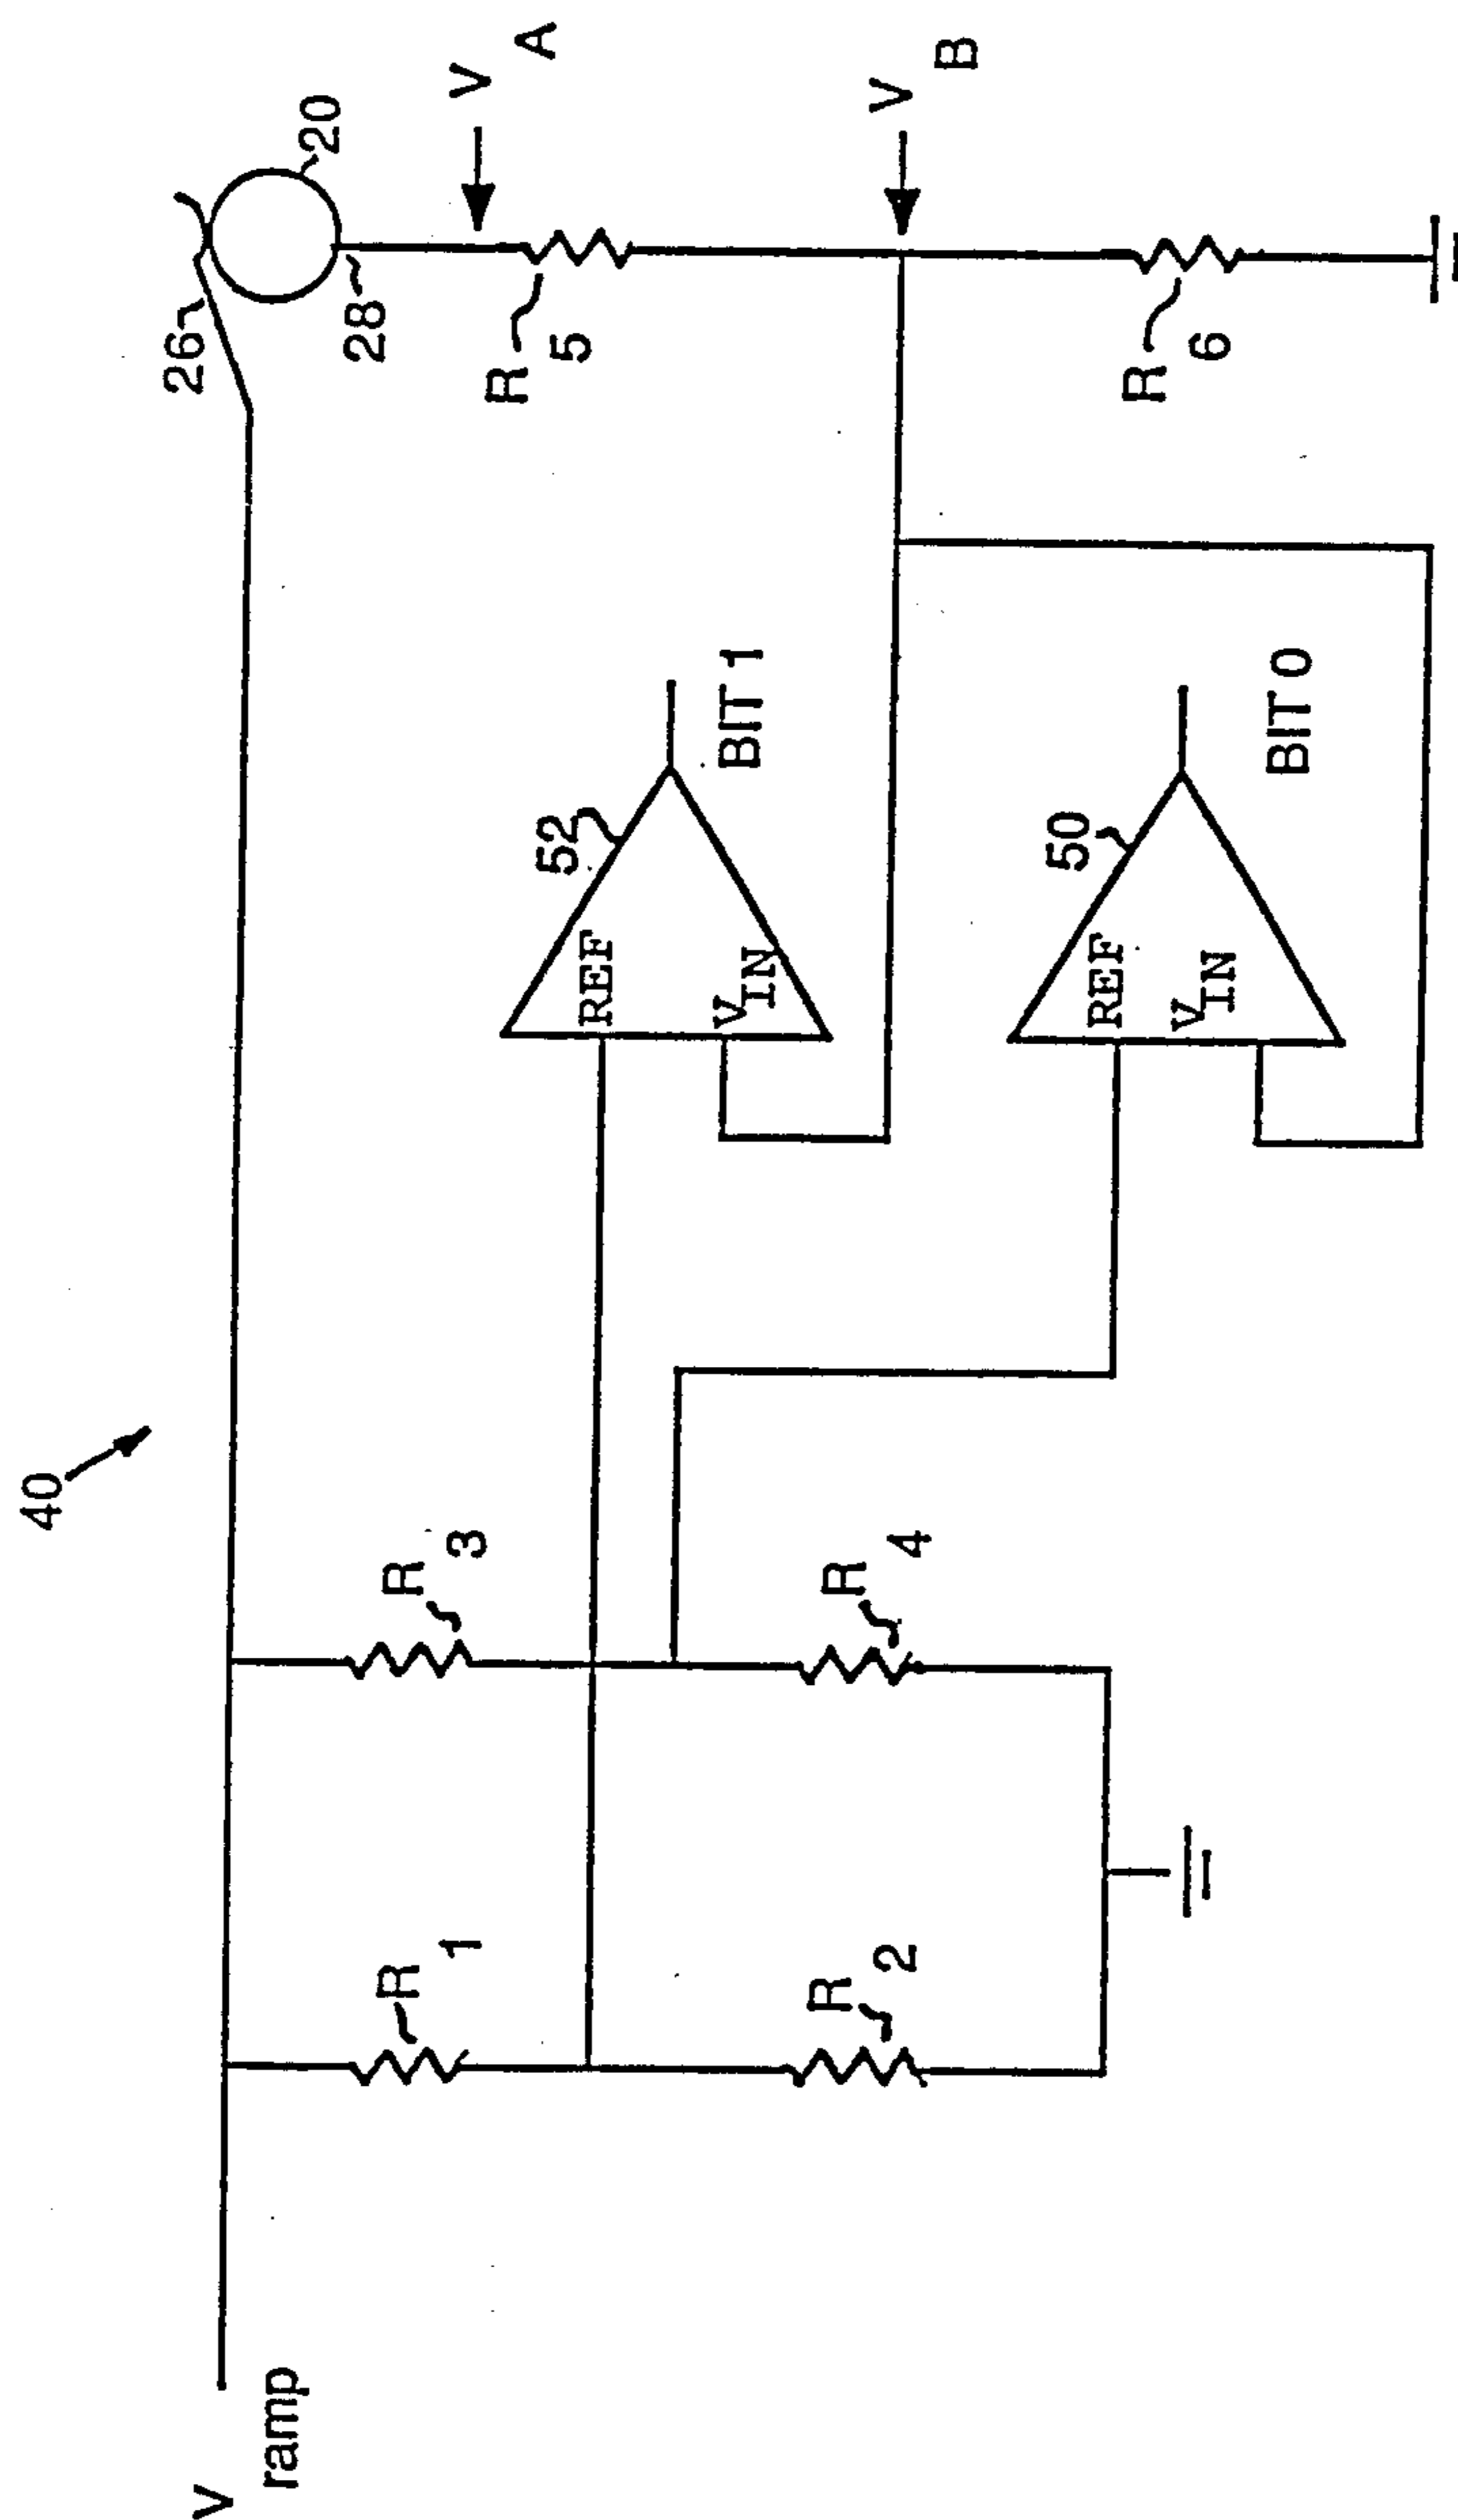 40
V ramp
R 1
R 2
R 3
R 4
52
REF
V IN
BIT 1
50
REF
V IN
BIT 0
26
20
28
V A
R 5
V B
R 6